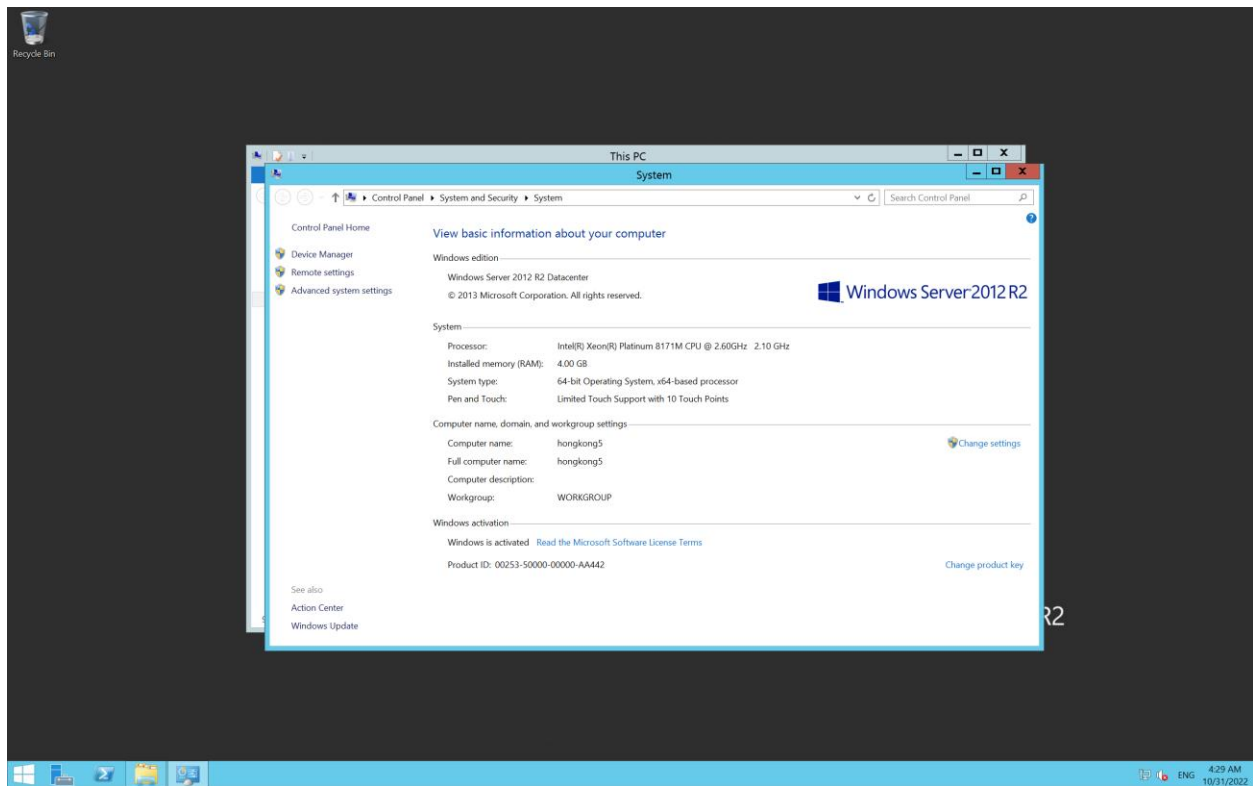 Recycle Bin
This PC
System
Control Panel System and Security System
Search Control Panel
Control Panel Home
Device Manager
Remote settings
Advanced system settings
View basic information about your computer
Windows edition
Windows Server 2012 R2 Datacenter
© 2013 Microsoft Corporation. All rights reserved.
Windows Server 2012 R2
System
Processor: Intel(R) Xeon(R) Platinum 8171M CPU @ 2.60GHz 2.10 GHz
Installed memory (RAM): 4.00 GB
System type: 64-bit Operating System, x64-based processor
Pen and Touch: Limited Touch Support with 10 Touch Points
Computer name, domain, and workgroup settings
Computer name: hongkong5
Change settings
Full computer name: hongkong5
Computer description:
Workgroup: WORKGROUP
Windows activation
Windows is activated Read the Microsoft Software License Terms
Product ID: 00253-50000-00000-AA442
Change product key
See also
Action Center
Windows Update
R2
ENG
4:29 AM
10/31/2022